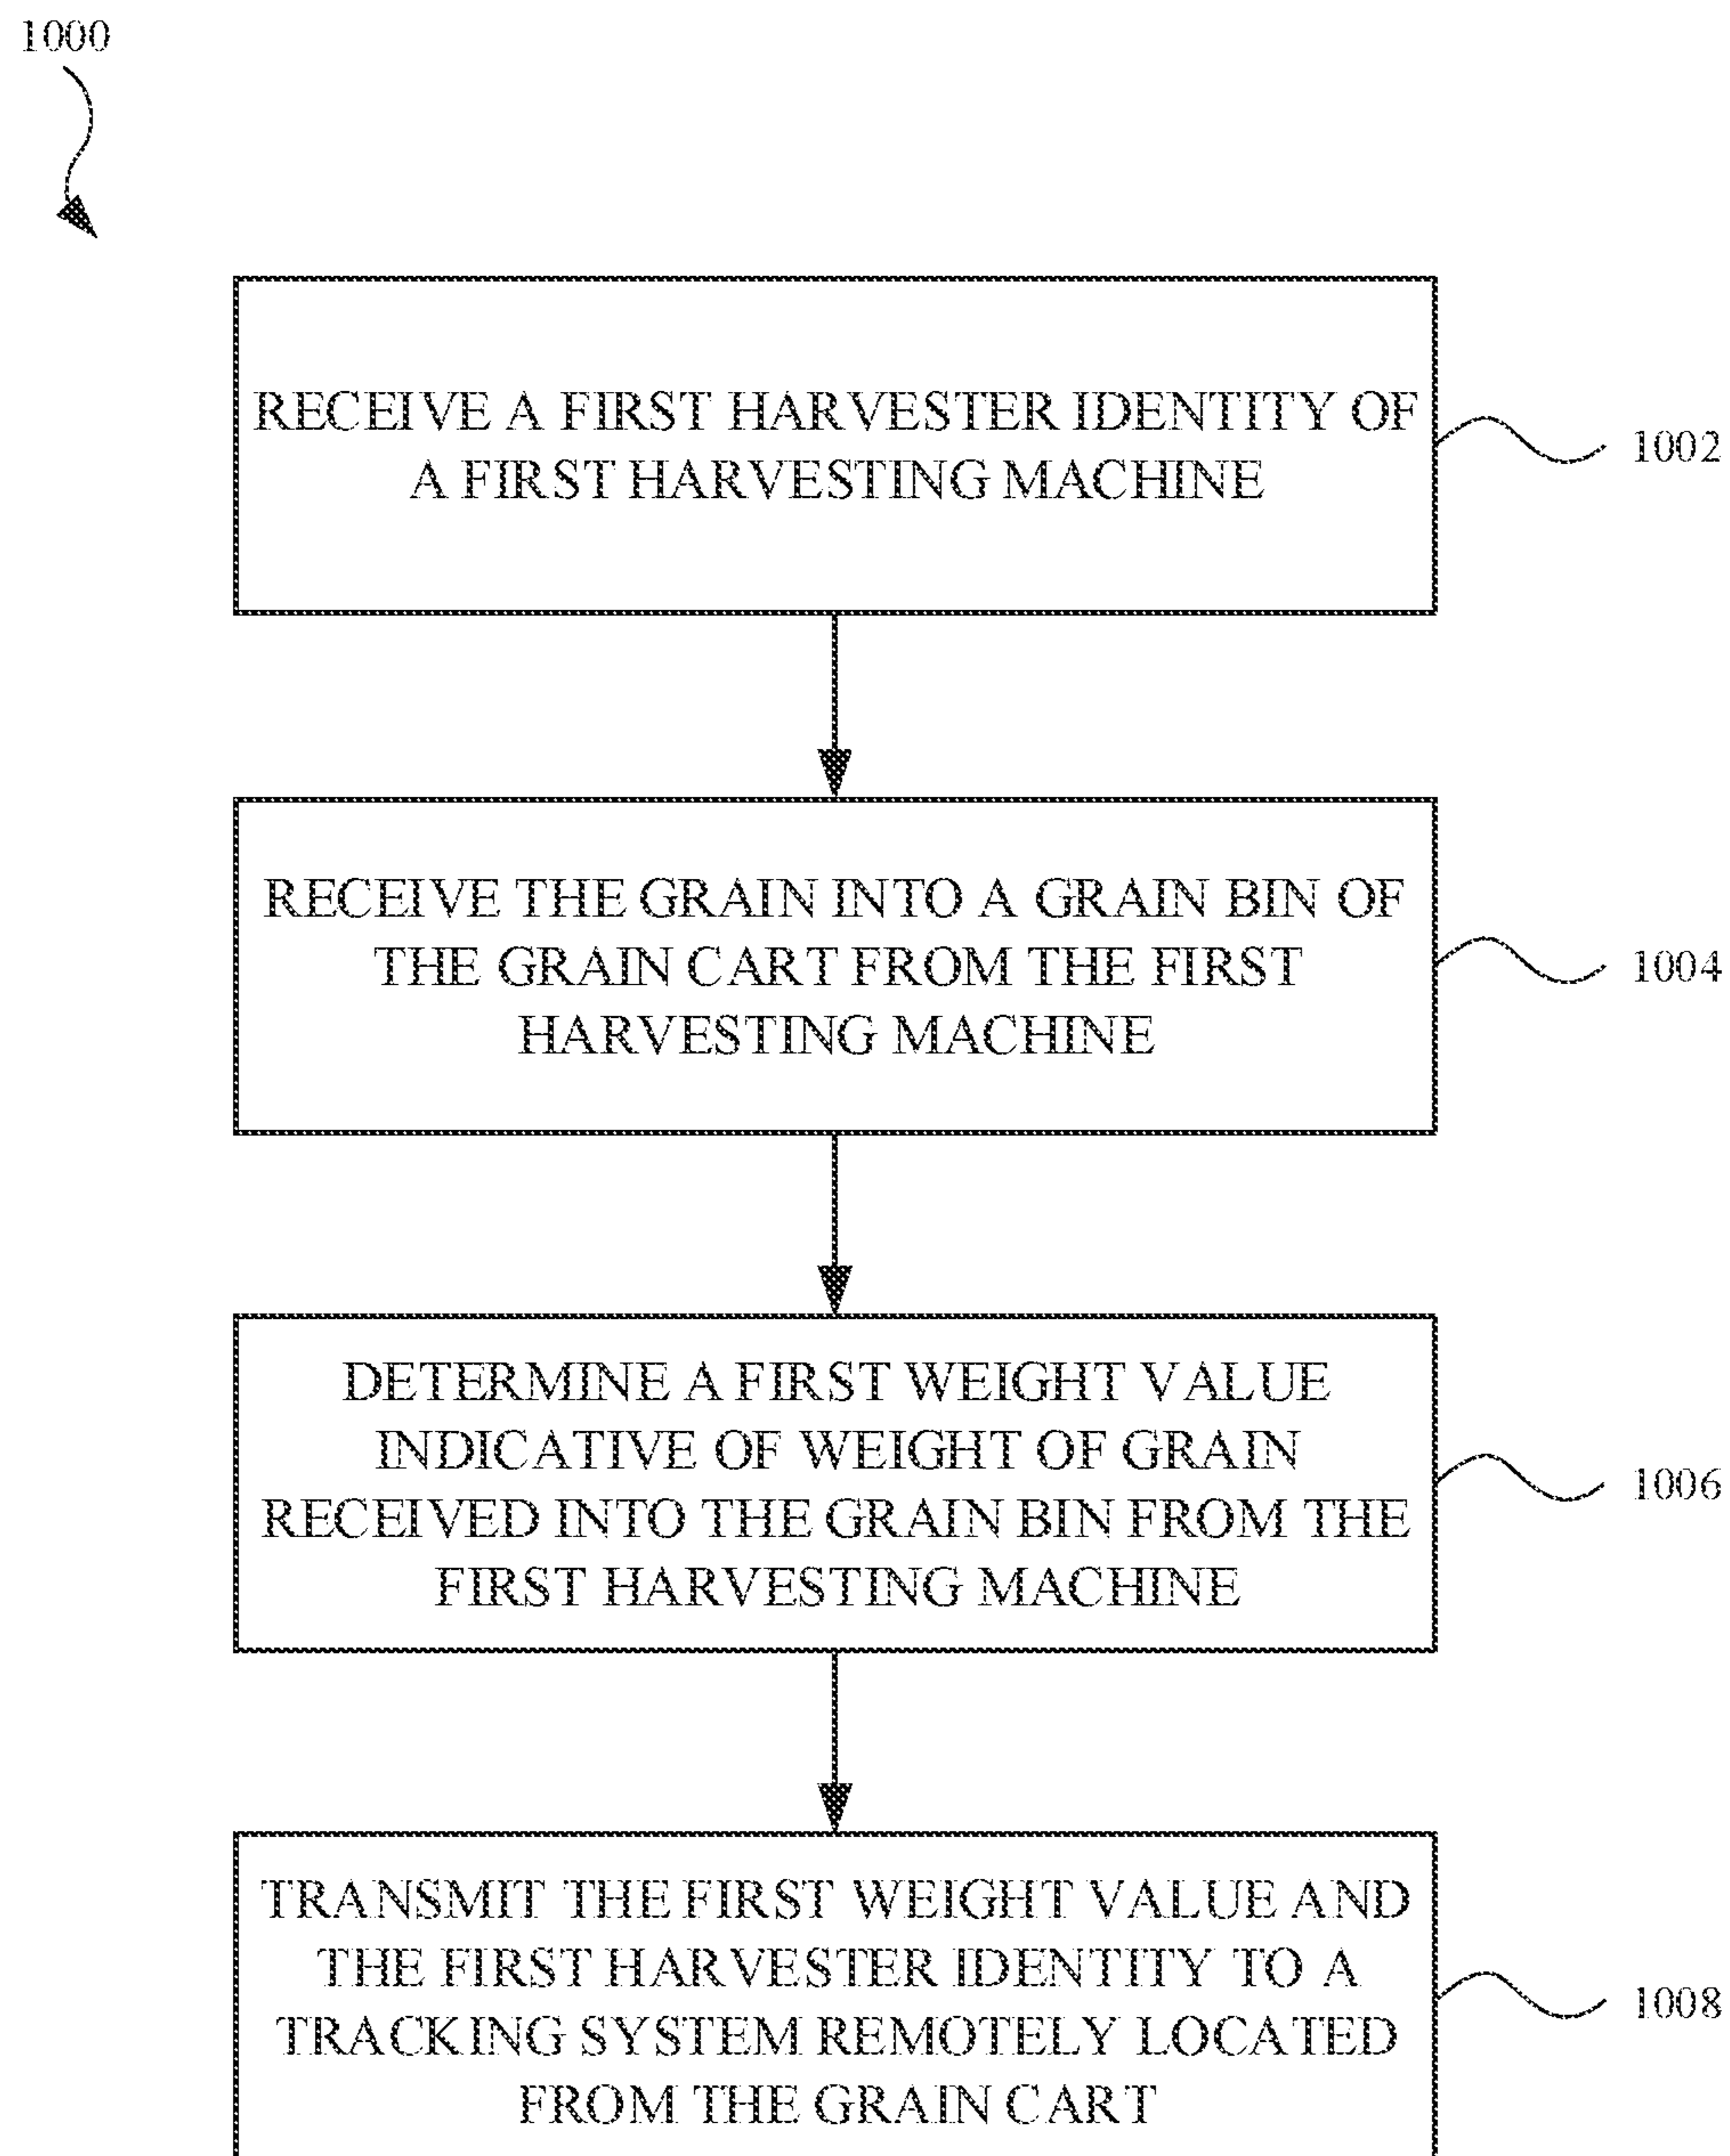 1000
RECEIVE A FIRST HARVESTER IDENTITY OF
A FIRST HARVESTING MACHINE
1002
RECEIVE THE GRAIN INTO A GRAIN BIN OF
THE GRAIN CART FROM THE FIRST
HARVESTING MACHINE
1004
DETERMINE A FIRST WEIGHT VALUE
INDICATIVE OF WEIGHT OF GRAIN
RECEIVED INTO THE GRAIN BIN FROM THE
FIRST HARVESTING MACHINE
1006
TRANSMIT THE FIRST WEIGHT VALUE AND
THE FIRST HARVESTER IDENTITY TO A
TRACKING SYSTEM REMOTELY LOCATED
FROM THE GRAIN CART
1008